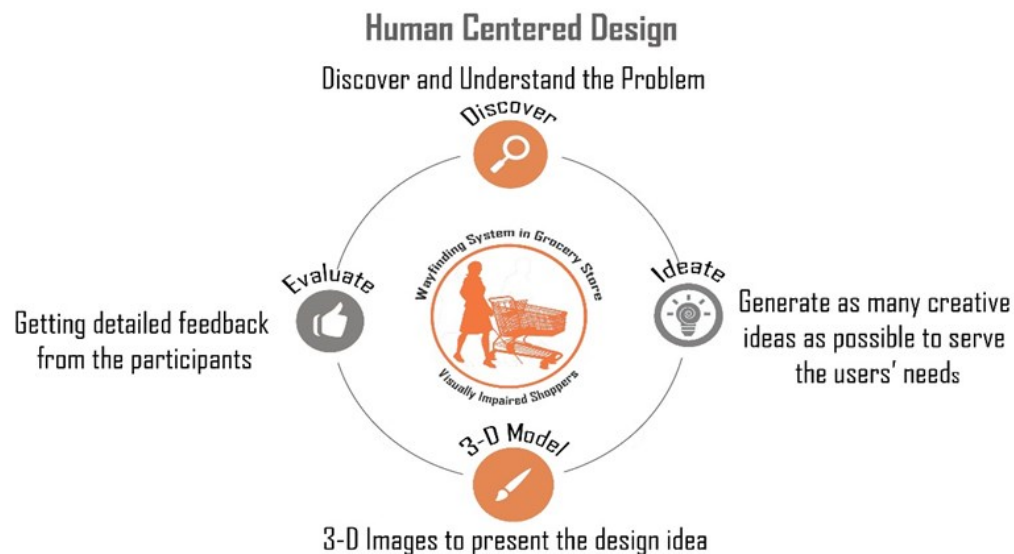 Human Centered Design
Discover and Understand the Problem
Discover
Wayfinding System in Grocery Store
Visually Impaired Shoppers
Ideate
Generate as many creative
ideas as possible to serve
the users' needs
Evaluate
Getting detailed feedback
from the participants
3-D Model
3-D Images to present the design idea